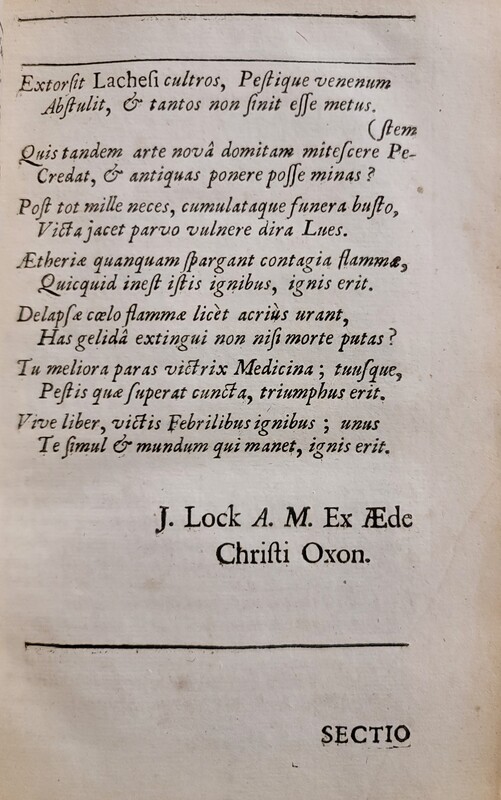 Extorſit Lacheſi cultros, Peſtique venenum
Abſtulit, & tantos non ſinit eſſe metus.
(ſtem
Quis tandem arte novâ domitam miteſcere Pe-
Credat, & antiquas ponere poſſe minas ?
Poſt tot mille neces, cumulataque funera buſto,
Victa jacet parvo vulnere dira Lues.
Ætheriæ quanquam ſpargant contagia flammæ,
Quicquid ineſt iſtis ignibus, ignis erit.
Delapſæ cœlo flammæ licèt acriùs urant,
Has gelidâ extingui non niſi morte putas ?
Tu meliora paras victrix Medicina ; tuuſque,
Peſtis quæ ſuperat cuncta, triumphus erit.
Vive liber, victis Febrilibus ignibus ; unus
Te ſimul & mundum qui manet, ignis erit.
J. Lock A. M. Ex Æde
Chriſti Oxon.
SECTIO